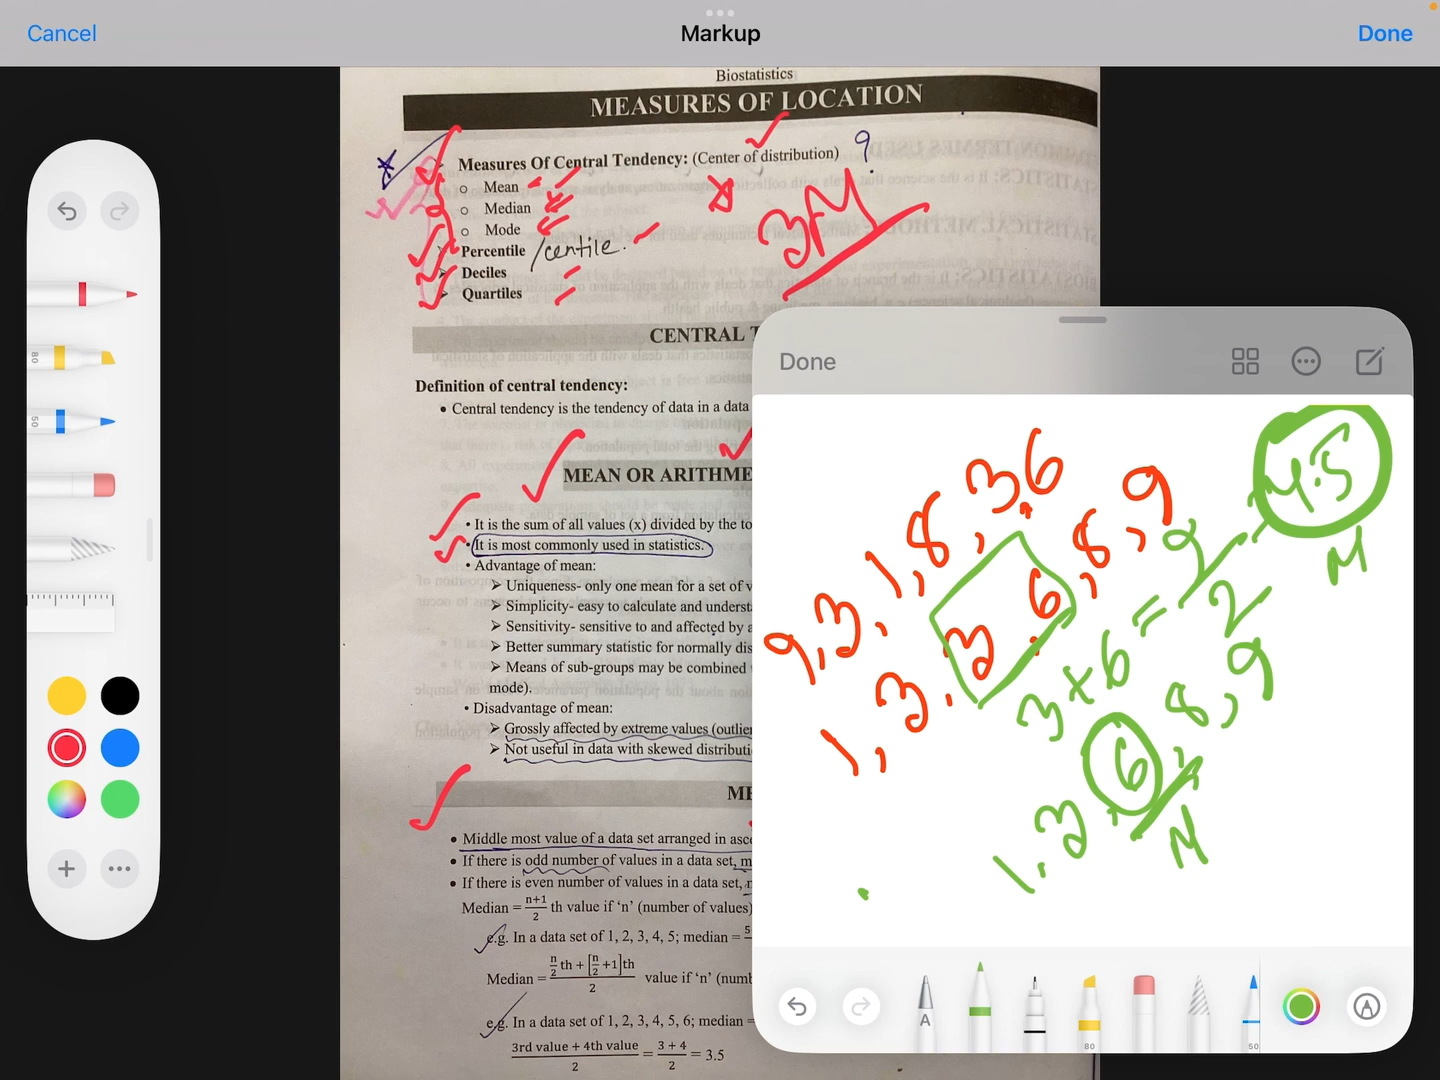 Cancel
Markup
Done
Biostatistics
MEASURES OF LOCATION
Measures Of Central Tendency: (Center of distribution) ?
o Mean
o Median
o Mode
3M
Percentile /centile.
Deciles
Quartiles
CENTRAL T
Definition of central tendency:
• Central tendency is the tendency of data in a data
MEAN OR ARITHME
• It is the sum of all values (x) divided by the to
• It is most commonly used in statistics.
• Advantage of mean:
➢ Uniqueness- only one mean for a set of v
➢ Simplicity- easy to calculate and underst
➢ Sensitivity- sensitive to and affected by a
➢ Better summary statistic for normally dis
➢ Means of sub-groups may be combined
mode).
• Disadvantage of mean:
➢ Grossly affected by extreme values (outlier
➢ Not useful in data with skewed distributi
ME
• Middle most value of a data set arranged in asc
• If there is odd number of values in a data set, m
• If there is even number of values in a data set,
Median = n+1/2 th value if ‘n’ (number of values)
e.g. In a data set of 1, 2, 3, 4, 5; median = 5
Median = n/2 th + [n/2 +1]th / 2 value if ‘n’ (numb
e.g. In a data set of 1, 2, 3, 4, 5, 6; median =
3rd value + 4th value / 2 = 3 + 4 / 2 = 3.5
Done
9,3,1,8,3,6
1,3,3,6,8,9
3+6 = 9/2
4.5
M
1,3,6,8,9
M
80
50
A
80
50